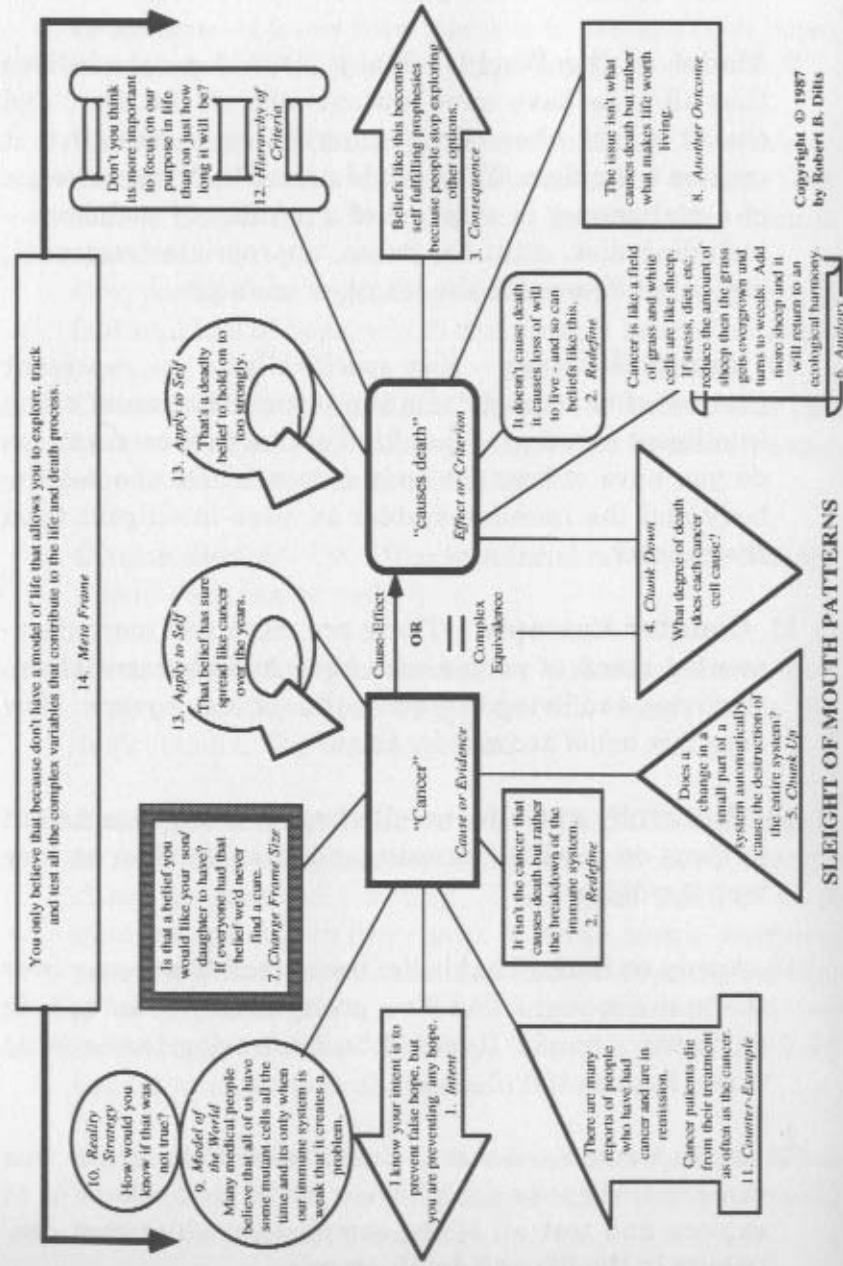 You only believe that because don't have a model of life that allows you to explore, track
and test all the complex variables that contribute to the life and death process.
14. Meta Frame
10. Reality
Strategy
How would you
know if that was
not true?
9. Model of
the World
Many medical people
believe that all of us have
some mutant cells all the
time and its only when
our immune system is
weak that it creates a
problem.
Is that a belief you
would like your son/
daughter to have?
If everyone had that
belief we'd never
find a cure.
7. Change Frame Size
13. Apply to Self
That belief has sure
spread like cancer
over the years.
13. Apply to Self
That's a deadly
belief to hold on to
too strongly.
Don't you think
its more important
to focus on our
purpose in life
than on just how
long it will be?
12. Hierarchy of
Criteria
I know your intent is to
prevent false hope, but
you are preventing any hope.
1. Intent
"Cancer"
Cause or Evidence
Cause-Effect
OR
Complex
Equivalence
"Causes death"
Effect or Criterion
Beliefs like this become
self fulfilling prophesies
because people stop exploring
other options.
3. Consequence
There are many
reports of people
who have had
cancer and are in
remission.
Cancer patients die
from their treatment
as often as the cancer.
11. Counter-Example
It isn't the cancer that
causes death but rather
the breakdown of the
immune system.
2. Redefine
Does a
change in a
small part of a
system automatically
cause the destruction of
the entire system?
5. Chunk Up
4. Chunk Down
What degree of death
does each cancer
cell cause?
It doesn't cause death,
it causes loss of will
to live - and so can
beliefs like this.
2. Redefine
Cancer is like a field
of grass and white
cells are like sheep.
If stress, diet, etc.
reduce the amount of
sheep then the grass
gets overgrown and
turns to weeds. Add
more sheep and it
will return to an
ecological harmony.
6. Analogy
The issue isn't what
causes death but rather
what makes life worth
living.
8. Another Outcome
Copyright © 1987
by Robert B. Dilts
SLEIGHT OF MOUTH PATTERNS